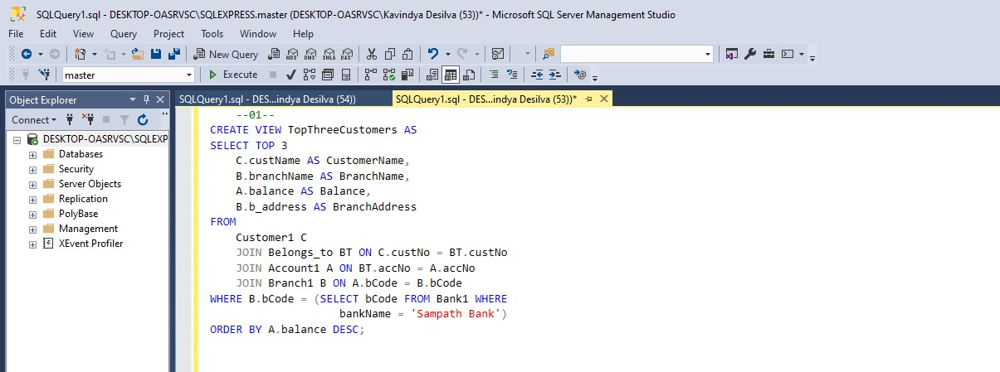 SQLQuery1.sql - DESKTOP-OASRVSC\SQLEXPRESS.master (DESKTOP-OASRVSC\Kavindya Desilva (53))* - Microsoft SQL Server Management Studio
File Edit View Query Project Tools Window Help
New Query MDX DMX XMLA DAX
master Execute
Object Explorer
Connect
DESKTOP-OASRVSC\SQLEXP
Databases
Security
Server Objects
Replication
PolyBase
Management
XEvent Profiler
SQLQuery1.sql - DES...indya Desilva (54)) SQLQuery1.sql - DES...indya Desilva (53))*
--01--
CREATE VIEW TopThreeCustomers AS
SELECT TOP 3
C.custName AS CustomerName,
B.branchName AS BranchName,
A.balance AS Balance,
B.b_address AS BranchAddress
FROM
Customer1 C
JOIN Belongs_to BT ON C.custNo = BT.custNo
JOIN Account1 A ON BT.accNo = A.accNo
JOIN Branch1 B ON A.bCode = B.bCode
WHERE B.bCode = (SELECT bCode FROM Bank1 WHERE
bankName = 'Sampath Bank')
ORDER BY A.balance DESC;